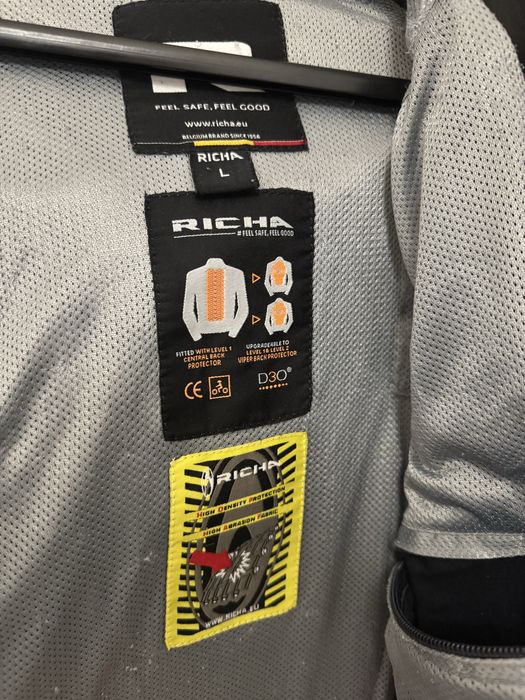 FEEL SAFE, FEEL GOOD
www.richa.eu
BELGIUM BRAND SINCE 1956
RICHA
L
RICHA
# FEEL SAFE, FEEL GOOD
FITTED WITH LEVEL 1
CENTRAL BACK
PROTECTOR
UPGRADEABLE TO
LEVEL 1& LEVEL 2
VIPER BACK PROTECTOR
CE
D3O®
RICHA
HIGH DENSITY PROTECTION
HIGH ABRASION FABRIC
WWW.RICHA.EU